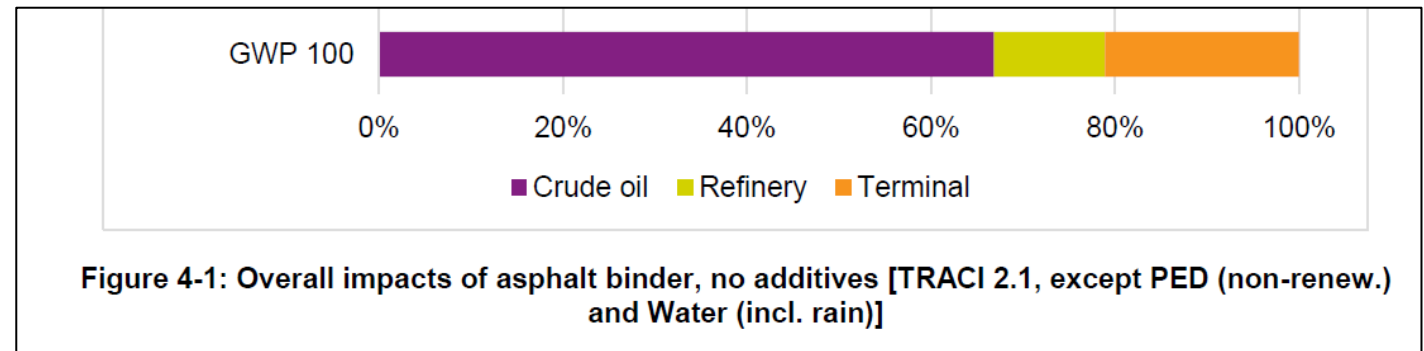 GWP 100
0% 20% 40% 60% 80% 100%
Crude oil Refinery Terminal
Figure 4-1: Overall impacts of asphalt binder, no additives [TRACI 2.1, except PED (non-renew.)
and Water (incl. rain)]